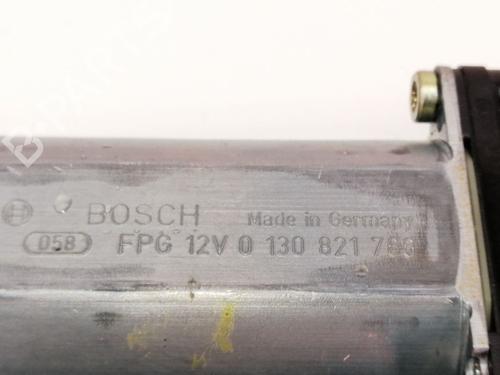 BOSCH Made in Germany
058 FPG 12V 0 130 821